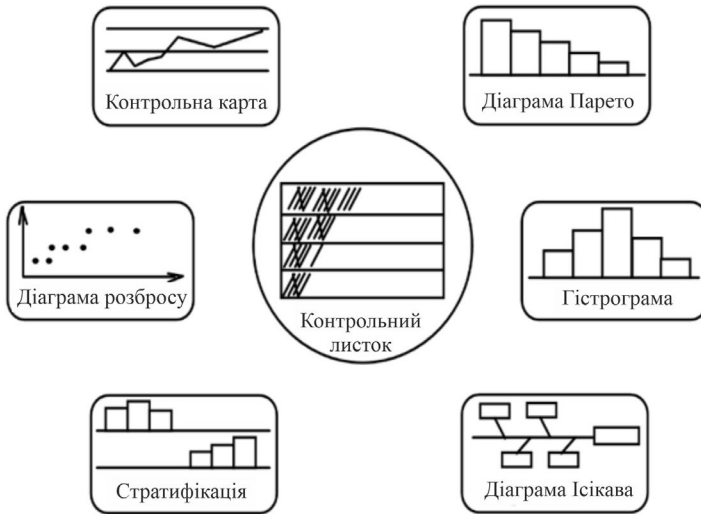 Контрольна карта
Діаграма Парето
Діаграма розбросу
Контрольний
листок
Гістрограма
Стратифікація
Діаграма Ісікава